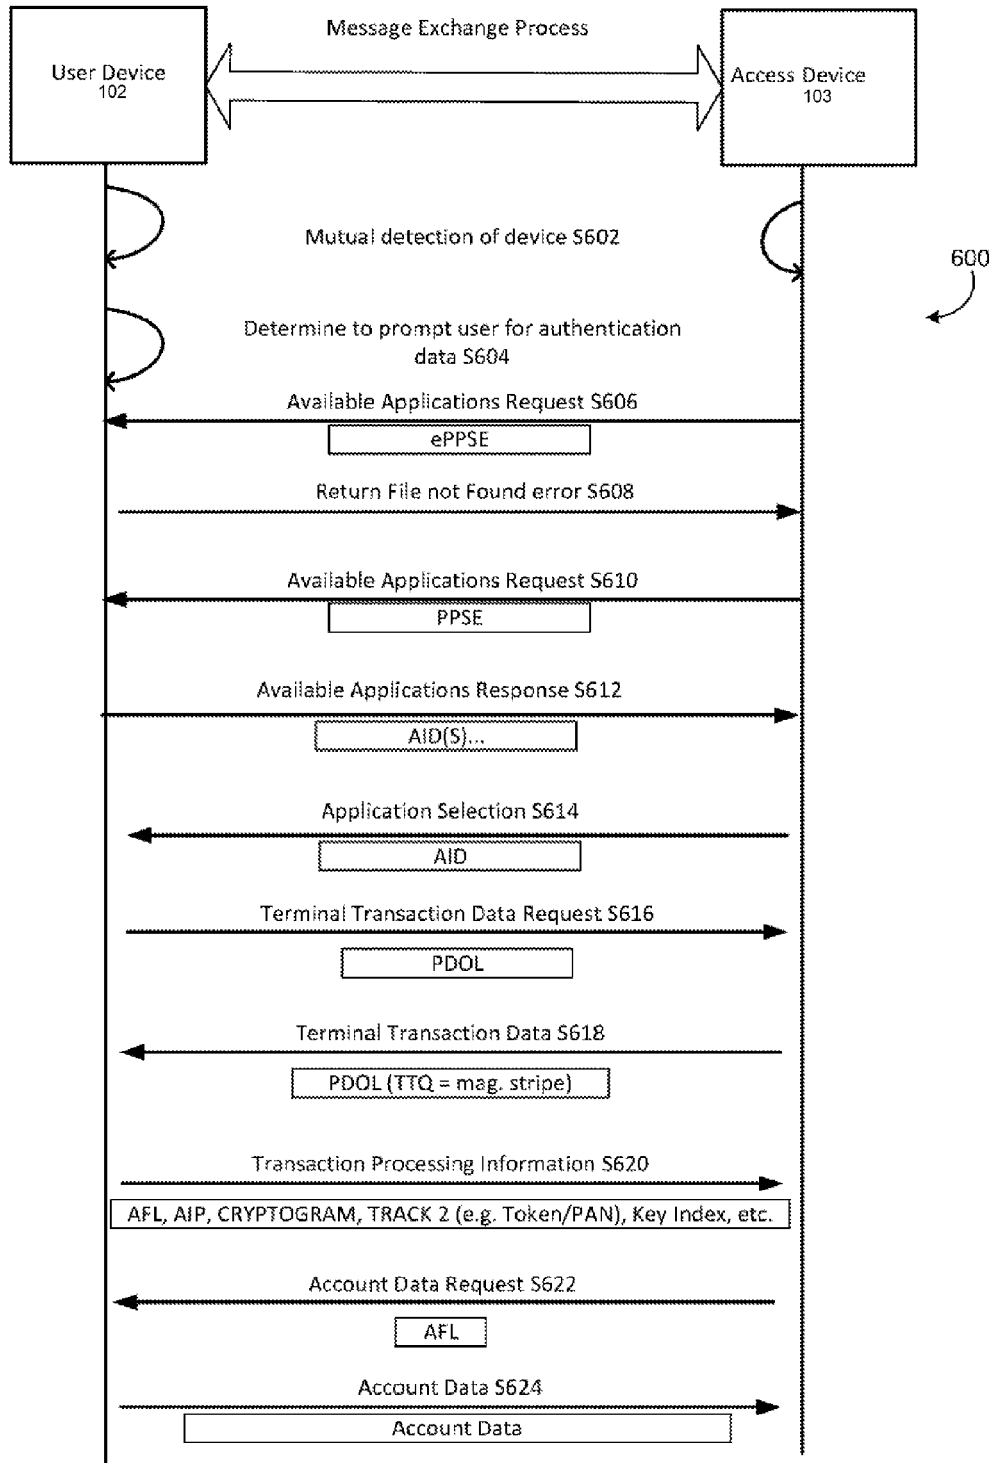 Message Exchange Process
User Device
102
Access Device
103
Mutual detection of device S602
600
Determine to prompt user for authentication
data S604
Available Applications Request S606
ePPSE
Return File not Found error S608
Available Applications Request S610
PPSE
Available Applications Response S612
AID(S)...
Application Selection S614
AID
Terminal Transaction Data Request S616
PDOL
Terminal Transaction Data S618
PDOL (TTQ = mag. stripe)
Transaction Processing Information S620
AFL, AIP, CRYPTOGRAM, TRACK 2 (e.g. Token/PAN), Key Index, etc.
Account Data Request S622
AFL
Account Data S624
Account Data